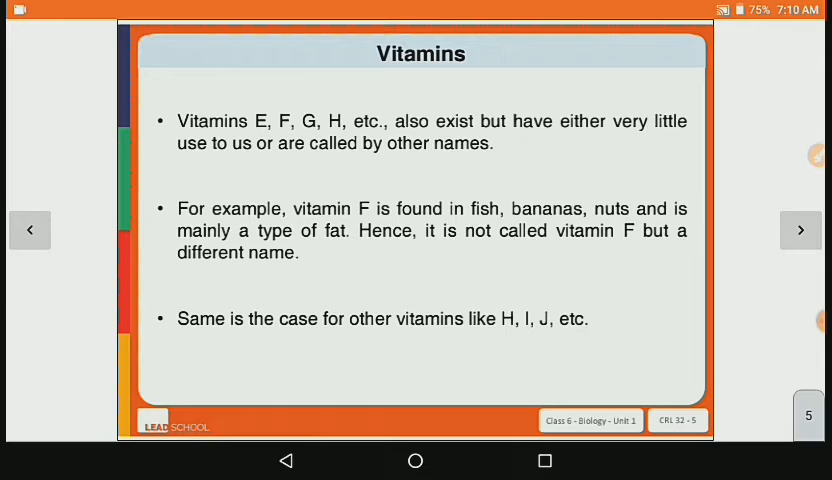 75% 7:10 AM
Vitamins
• Vitamins E, F, G, H, etc., also exist but have either very little
use to us or are called by other names.
• For example, vitamin F is found in fish, bananas, nuts and is
mainly a type of fat. Hence, it is not called vitamin F but a
different name.
• Same is the case for other vitamins like H, I, J, etc.
5
LEAD SCHOOL
Class 6 - Biology - Unit 1
CRL 32 - 5